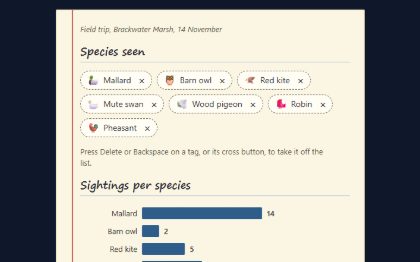 Field trip, Brackwater Marsh, 14 November
Species seen
Mallard × Barn owl × Red kite ×
Mute swan × Wood pigeon × Robin ×
Pheasant ×
Press Delete or Backspace on a tag, or its cross button, to take it off the
list.
Sightings per species
Mallard 14
Barn owl 2
Red kite 5